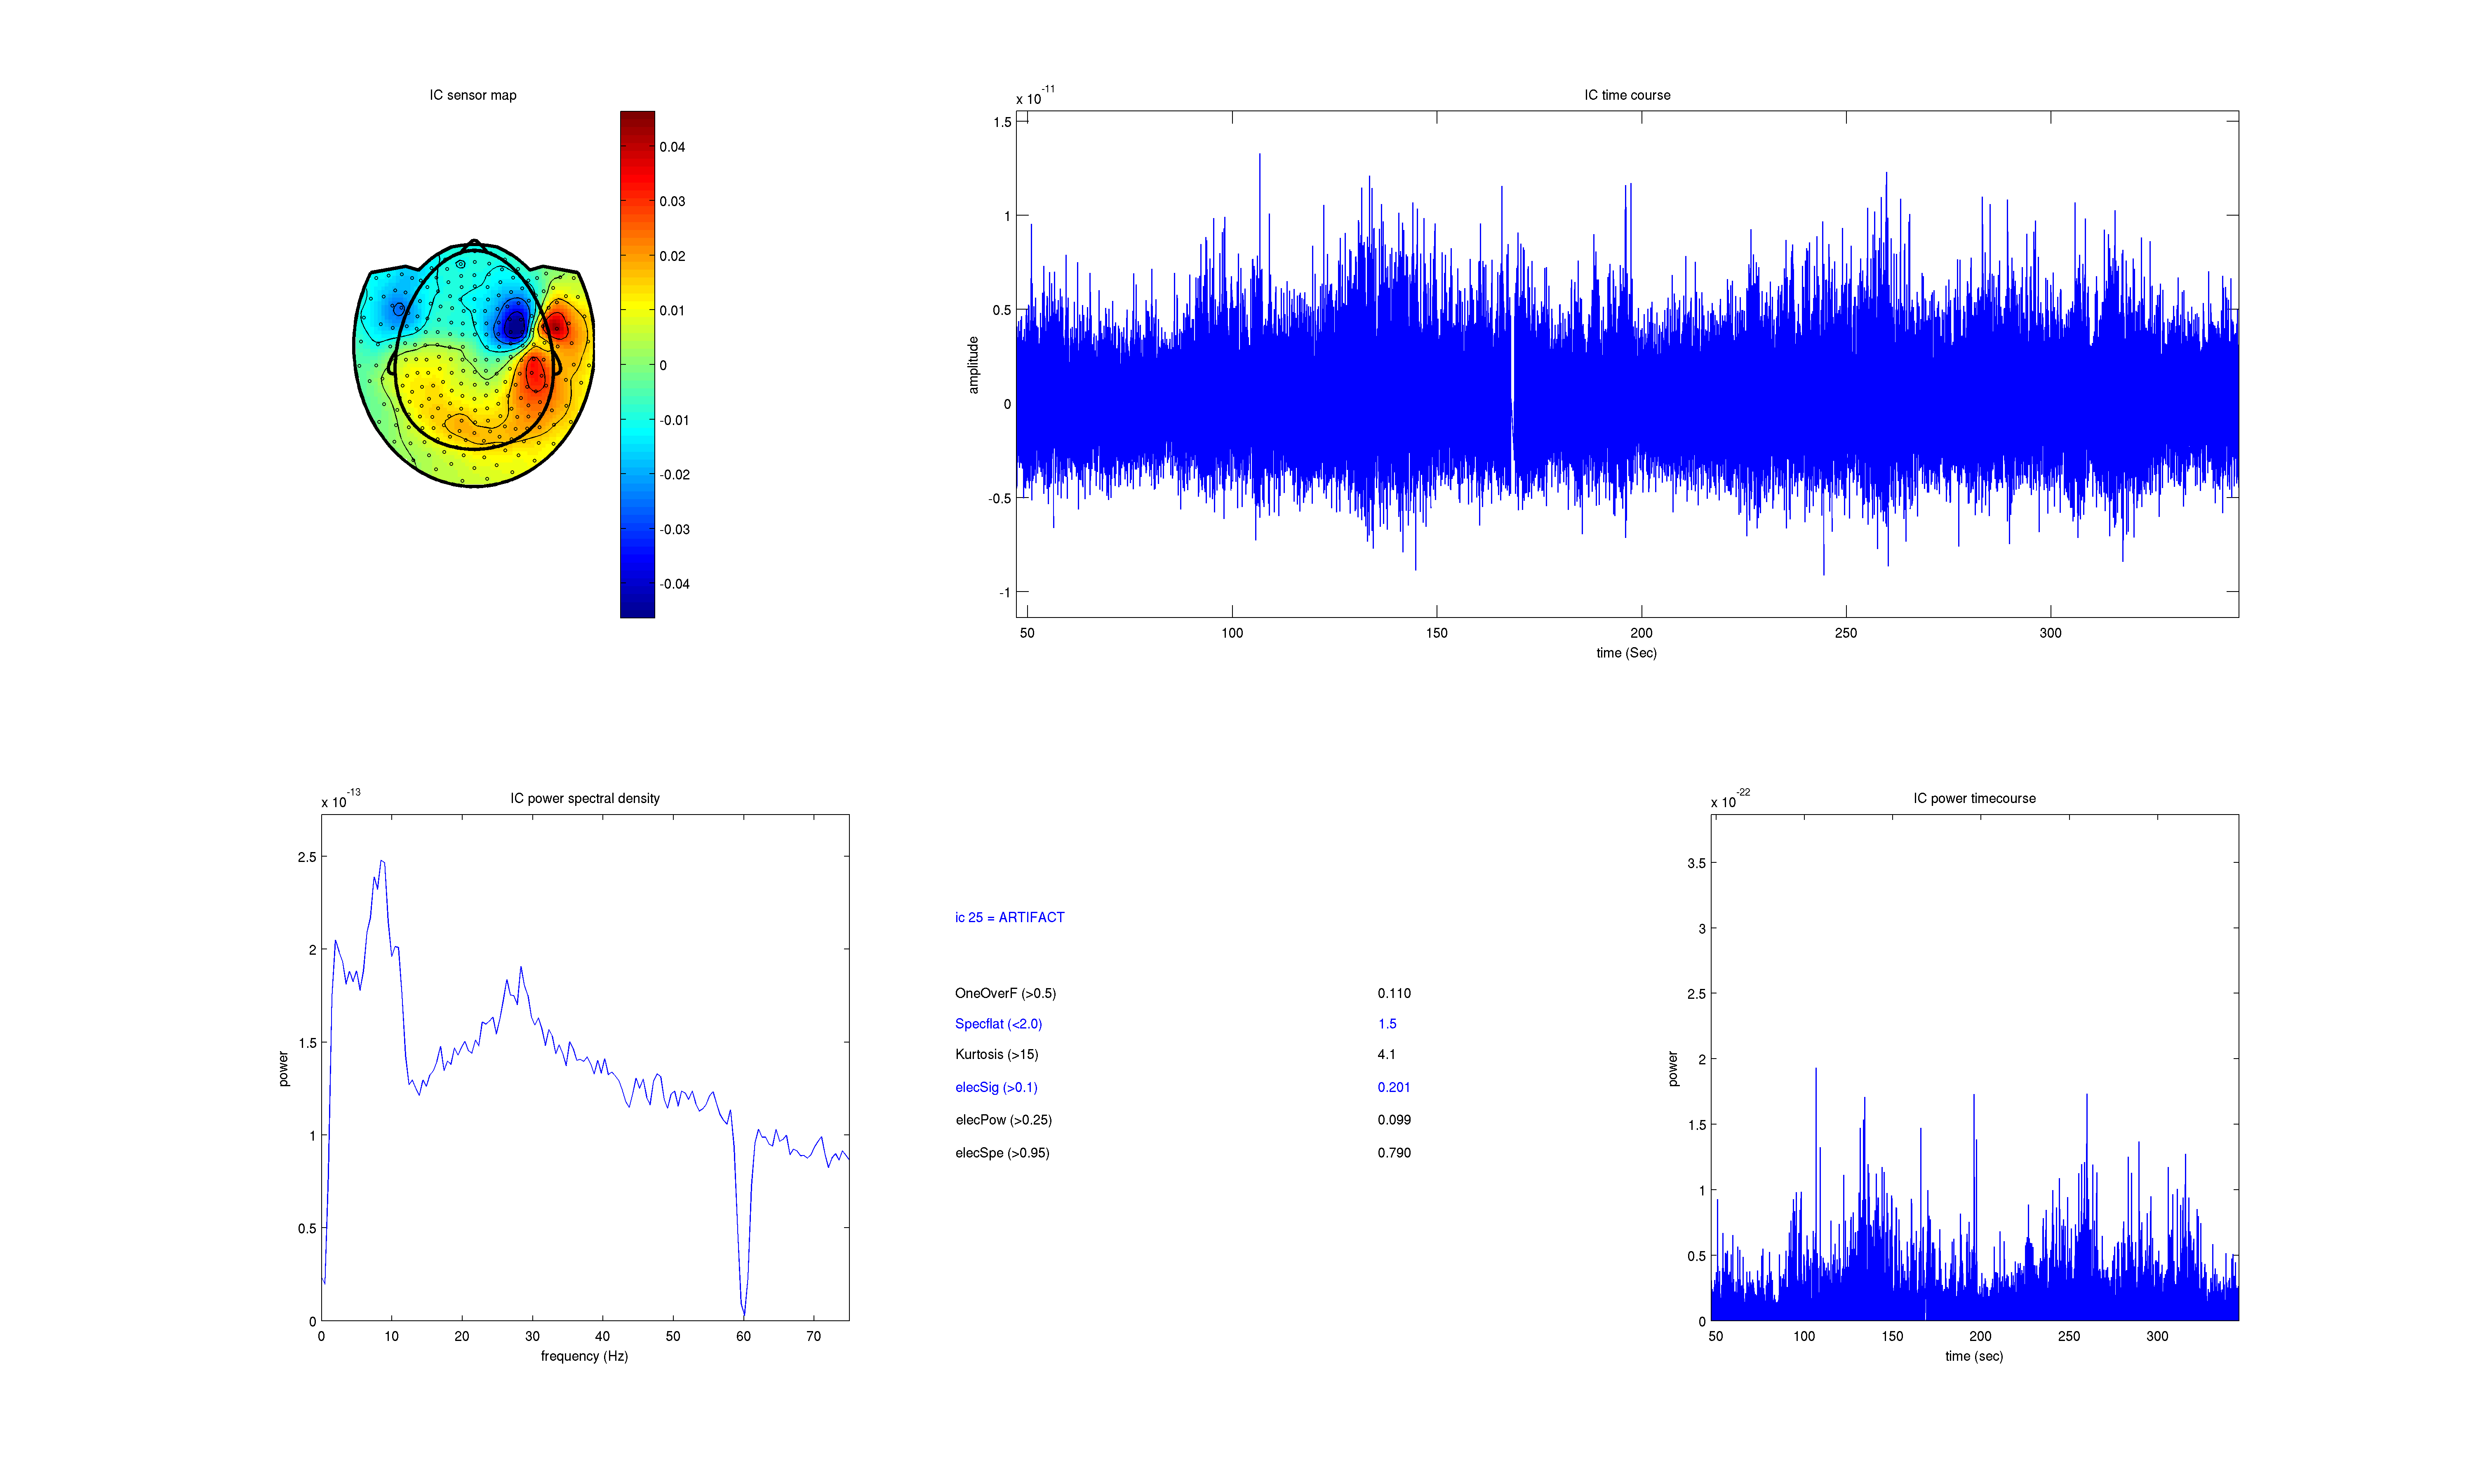 IC sensor map
0.04
0.03
0.02
0.01
0
-0.01
-0.02
-0.03
-0.04
IC time course
x 10^-11
1.5
1
0.5
0
-0.5
-1
amplitude
50 100 150 200 250 300
time (Sec)
IC power spectral density
x 10^-13
2.5
2
1.5
1
0.5
0
power
0 10 20 30 40 50 60 70
frequency (Hz)
ic 25 = ARTIFACT
OneOverF (>0.5) 0.110
Specflat (<2.0) 1.5
Kurtosis (>15) 4.1
elecSig (>0.1) 0.201
elecPow (>0.25) 0.099
elecSpe (>0.95) 0.790
IC power timecourse
x 10^-22
3.5
3
2.5
2
1.5
1
0.5
0
power
50 100 150 200 250 300
time (sec)